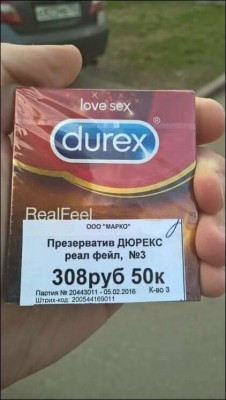 love sex
durex
RealFeel
ООО "МАРКО"
Презерватив ДЮРЕКС
реал фейл, №3
308руб 50к
Партия № 20443011 - 05.02.2016 К-во 3
Штрих-код: 200544169011